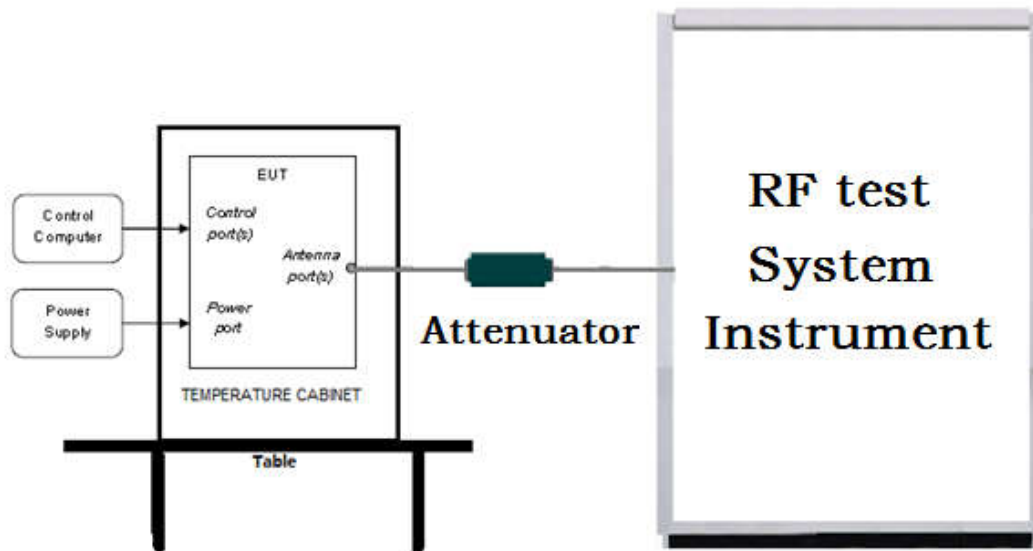 EUT
Control
Computer
Control
port(s)
Antenna
port(s)
Power
Supply
Power
port
TEMPERATURE CABINET
Table
Attenuator
RF test
System
Instrument